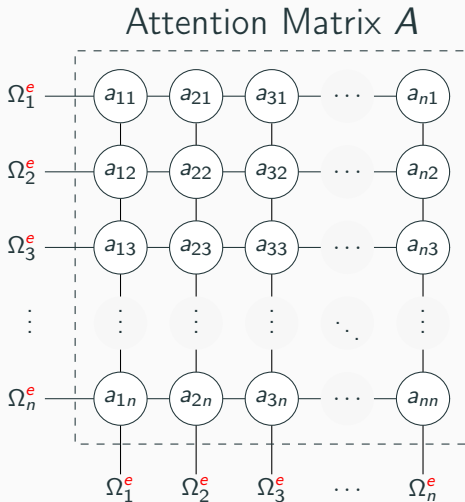 Attention Matrix A
Ω₁ᵉ a₁₁ a₂₁ a₃₁ ⋯ aₙ₁
Ω₂ᵉ a₁₂ a₂₂ a₃₂ ⋯ aₙ₂
Ω₃ᵉ a₁₃ a₂₃ a₃₃ ⋯ aₙ₃
⋮ ⋮ ⋮ ⋮ ⋱ ⋮
Ωₙᵉ a₁ₙ a₂ₙ a₃ₙ ⋯ aₙₙ
Ω₁ᵉ Ω₂ᵉ Ω₃ᵉ ⋯ Ωₙᵉ